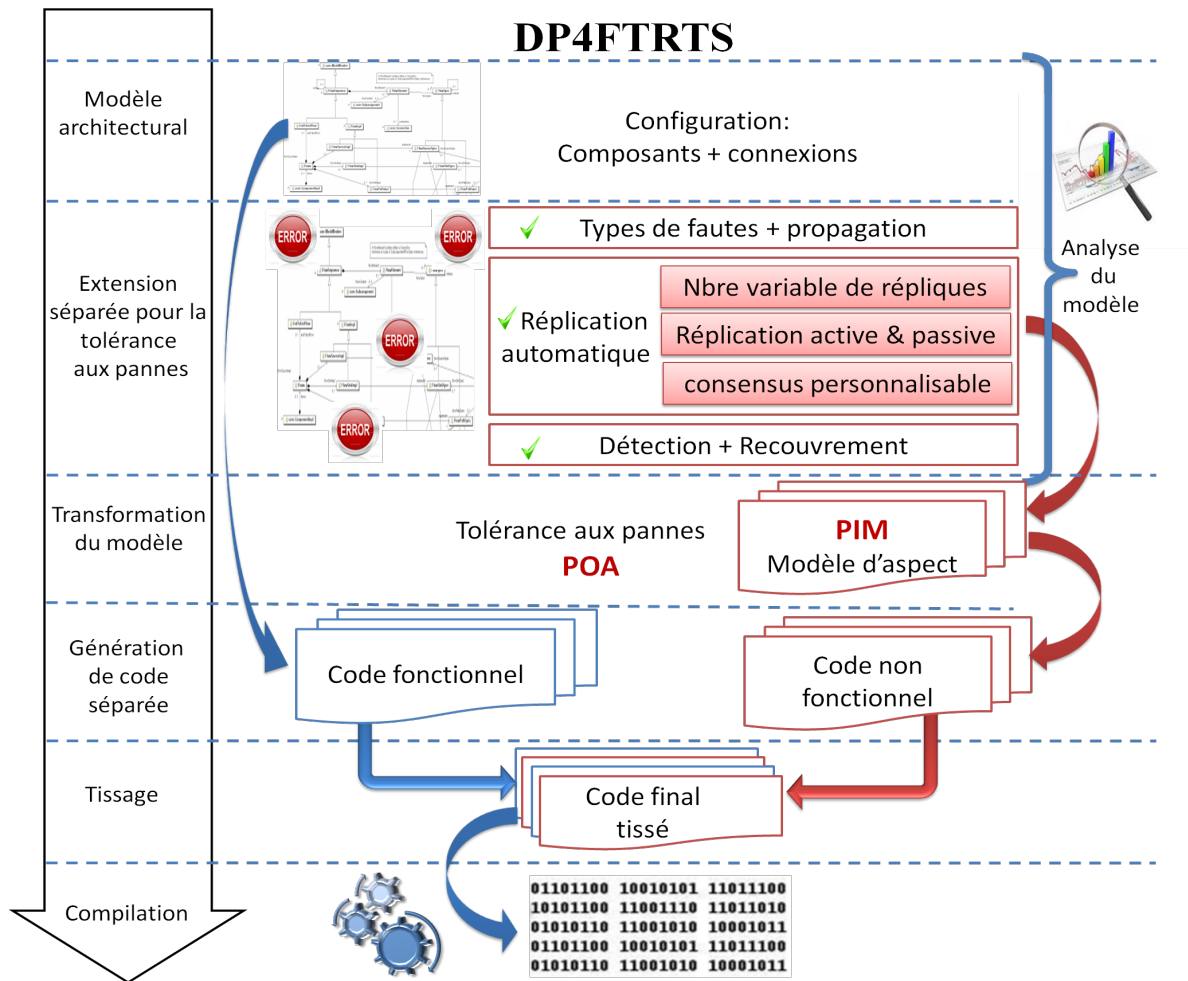 DP4FTRTS
Modèle
architectural
Configuration:
Composants + connexions
Extension
séparée pour la
tolérance
aux pannes
ERROR
ERROR
ERROR
ERROR
Types de fautes + propagation
Réplication
automatique
Nbre variable de répliques
Réplication active & passive
consensus personnalisable
Détection + Recouvrement
Analyse
du
modèle
Transformation
du modèle
Tolérance aux pannes
POA
PIM
Modèle d’aspect
Génération
de code
séparée
Code fonctionnel
Code non
fonctionnel
Tissage
Code final
tissé
Compilation
01101100 10010101 11011100
10101100 11001110 11011010
01010110 11001010 10001011
01101100 10010101 11011100
01010110 11001010 10001011